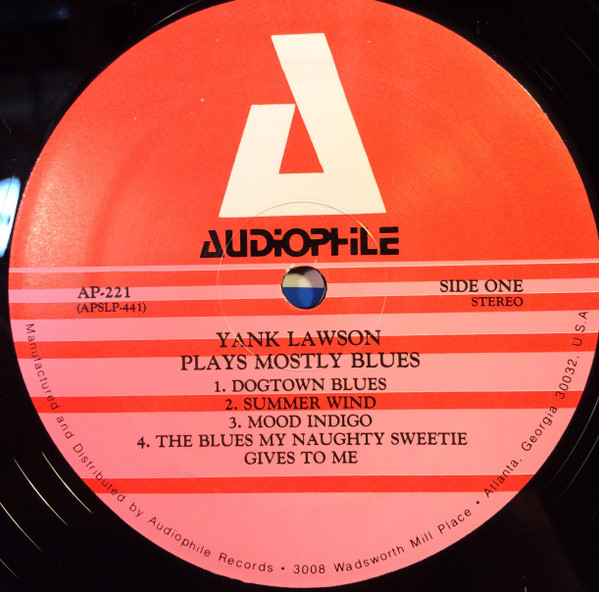 AUDIOPHILE
AP-221
(APSLP-441)
SIDE ONE
STEREO
YANK LAWSON
PLAYS MOSTLY BLUES
1. DOGTOWN BLUES
2. SUMMER WIND
3. MOOD INDIGO
4. THE BLUES MY NAUGHTY SWEETIE
GIVES TO ME
Manufactured and Distributed by Audiophile Records • 3008 Wadsworth Mill Place • Atlanta, Georgia 30032, USA